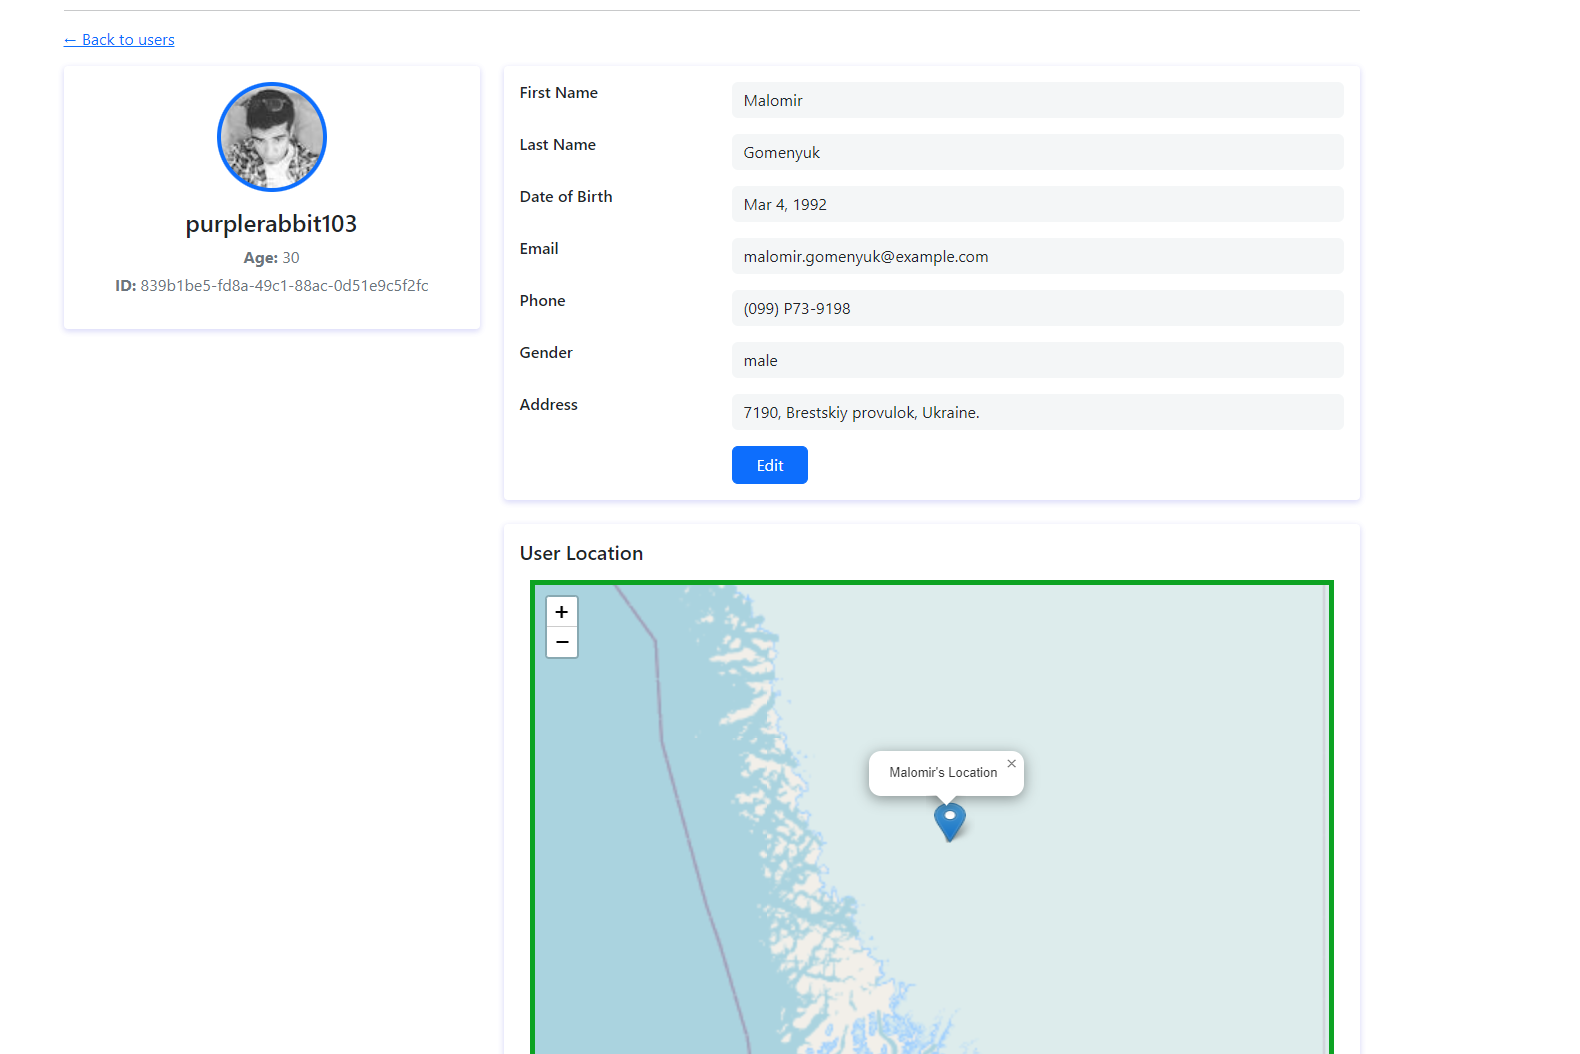 ← Back to users
purplerabbit103
Age: 30
ID: 839b1be5-fd8a-49c1-88ac-0d51e9c5f2fc
First Name
Malomir
Last Name
Gomenyuk
Date of Birth
Mar 4, 1992
Email
malomir.gomenyuk@example.com
Phone
(099) P73-9198
Gender
male
Address
7190, Brestskiy provulok, Ukraine.
Edit
User Location
+
−
Malomir's Location ×